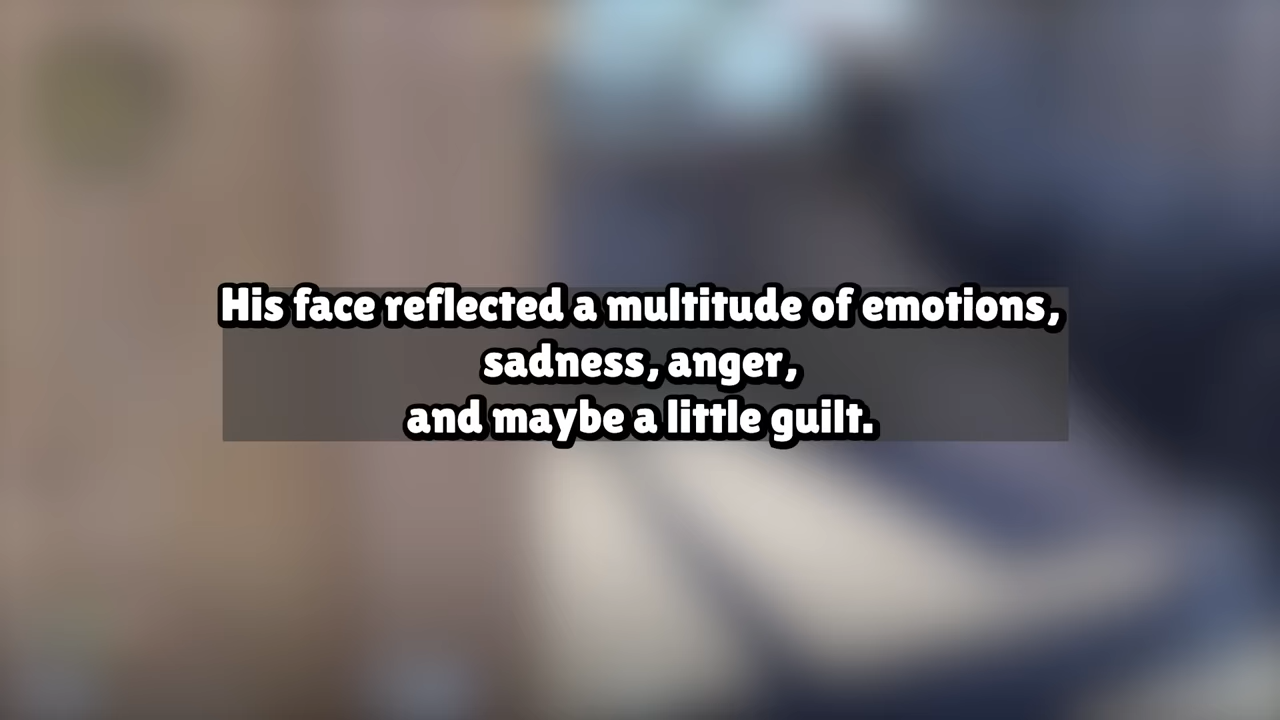 His face reflected a multitude of emotions,
sadness, anger,
and maybe a little guilt.